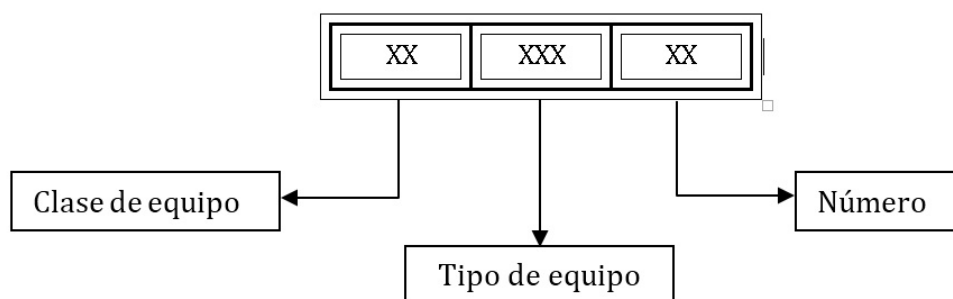 XX XXX XX
Clase de equipo
Número
Tipo de equipo